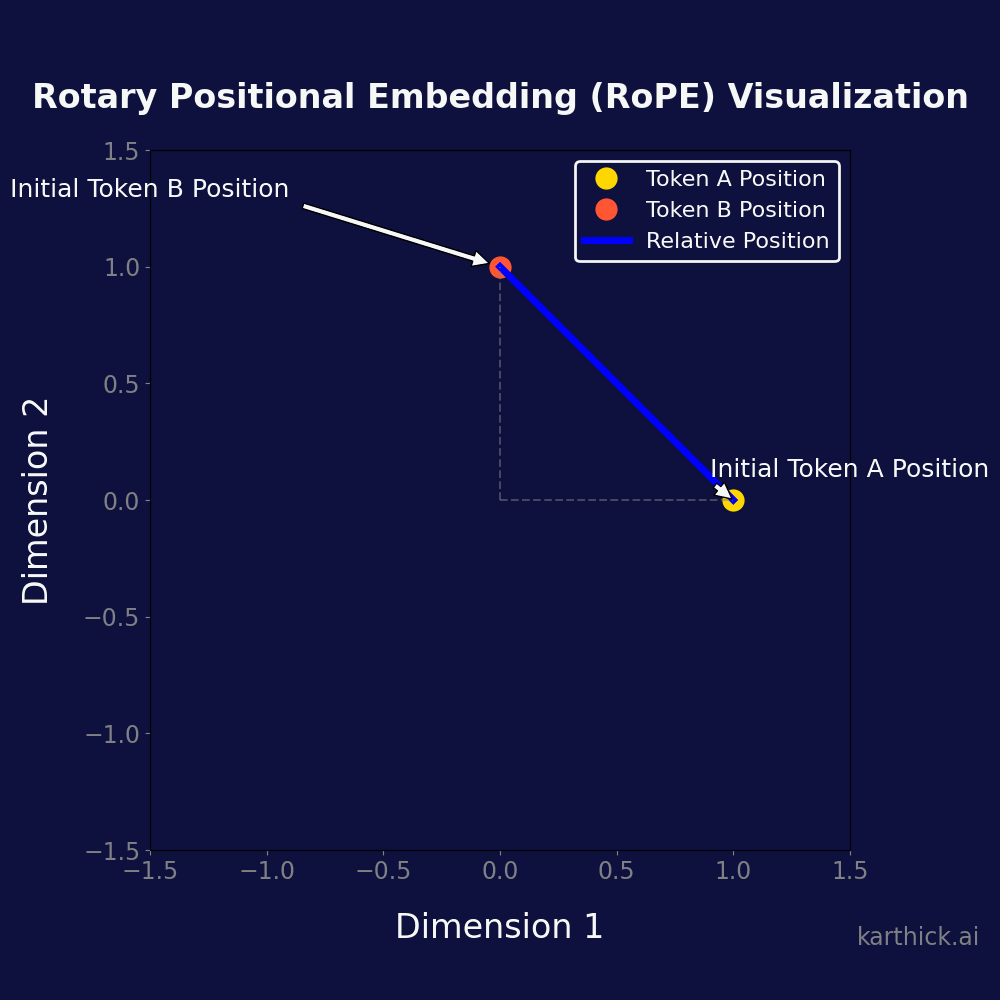 Rotary Positional Embedding (RoPE) Visualization
1.5
Initial Token B Position
Token A Position
Token B Position
Relative Position
1.0
0.5
Initial Token A Position
0.0
−0.5
−1.0
−1.5
−1.5 −1.0 −0.5 0.0 0.5 1.0 1.5
Dimension 2
Dimension 1
karthick.ai